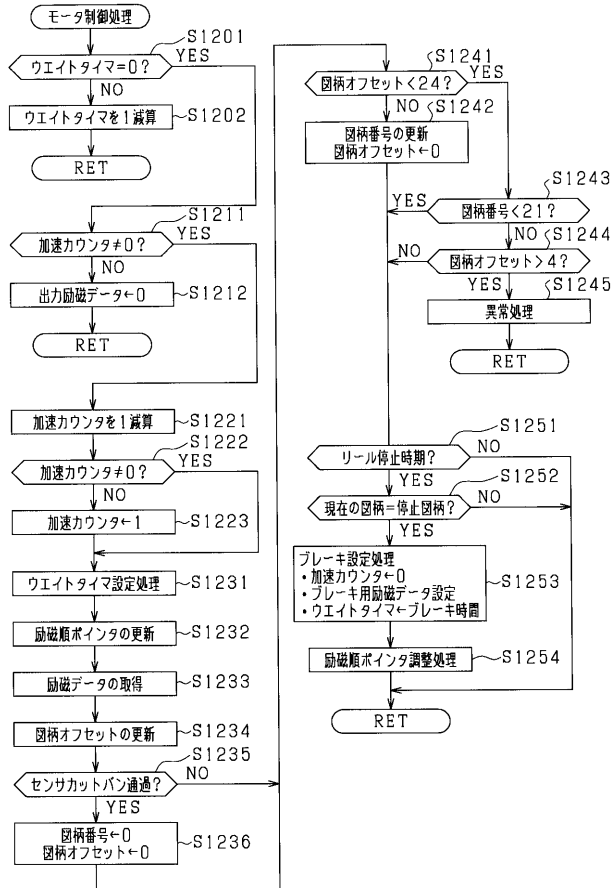 モータ制御処理
S1201
ウエイトタイマ=0?
YES
NO
ウエイトタイマを1減算
S1202
RET
S1211
加速カウンタ≠0?
YES
NO
出力励磁データ←0
S1212
RET
加速カウンタを1減算
S1221
S1222
加速カウンタ≠0?
YES
NO
加速カウンタ←1
S1223
ウエイトタイマ設定処理
S1231
励磁順ポインタの更新
S1232
励磁データの取得
S1233
図柄オフセットの更新
S1234
S1235
センサカットバン通過?
NO
YES
図柄番号←0
図柄オフセット←0
S1236
S1241
図柄オフセット<24?
YES
NO
S1242
図柄番号の更新
図柄オフセット←0
S1243
YES
図柄番号<21?
NO
S1244
NO
図柄オフセット>4?
YES
S1245
異常処理
RET
S1251
リール停止時期?
NO
YES
S1252
現在の図柄=停止図柄?
NO
YES
ブレーキ設定処理
・加速カウンタ←0
・ブレーキ用励磁データ設定
・ウエイトタイマ←ブレーキ時間
S1253
励磁順ポインタ調整処理
S1254
RET